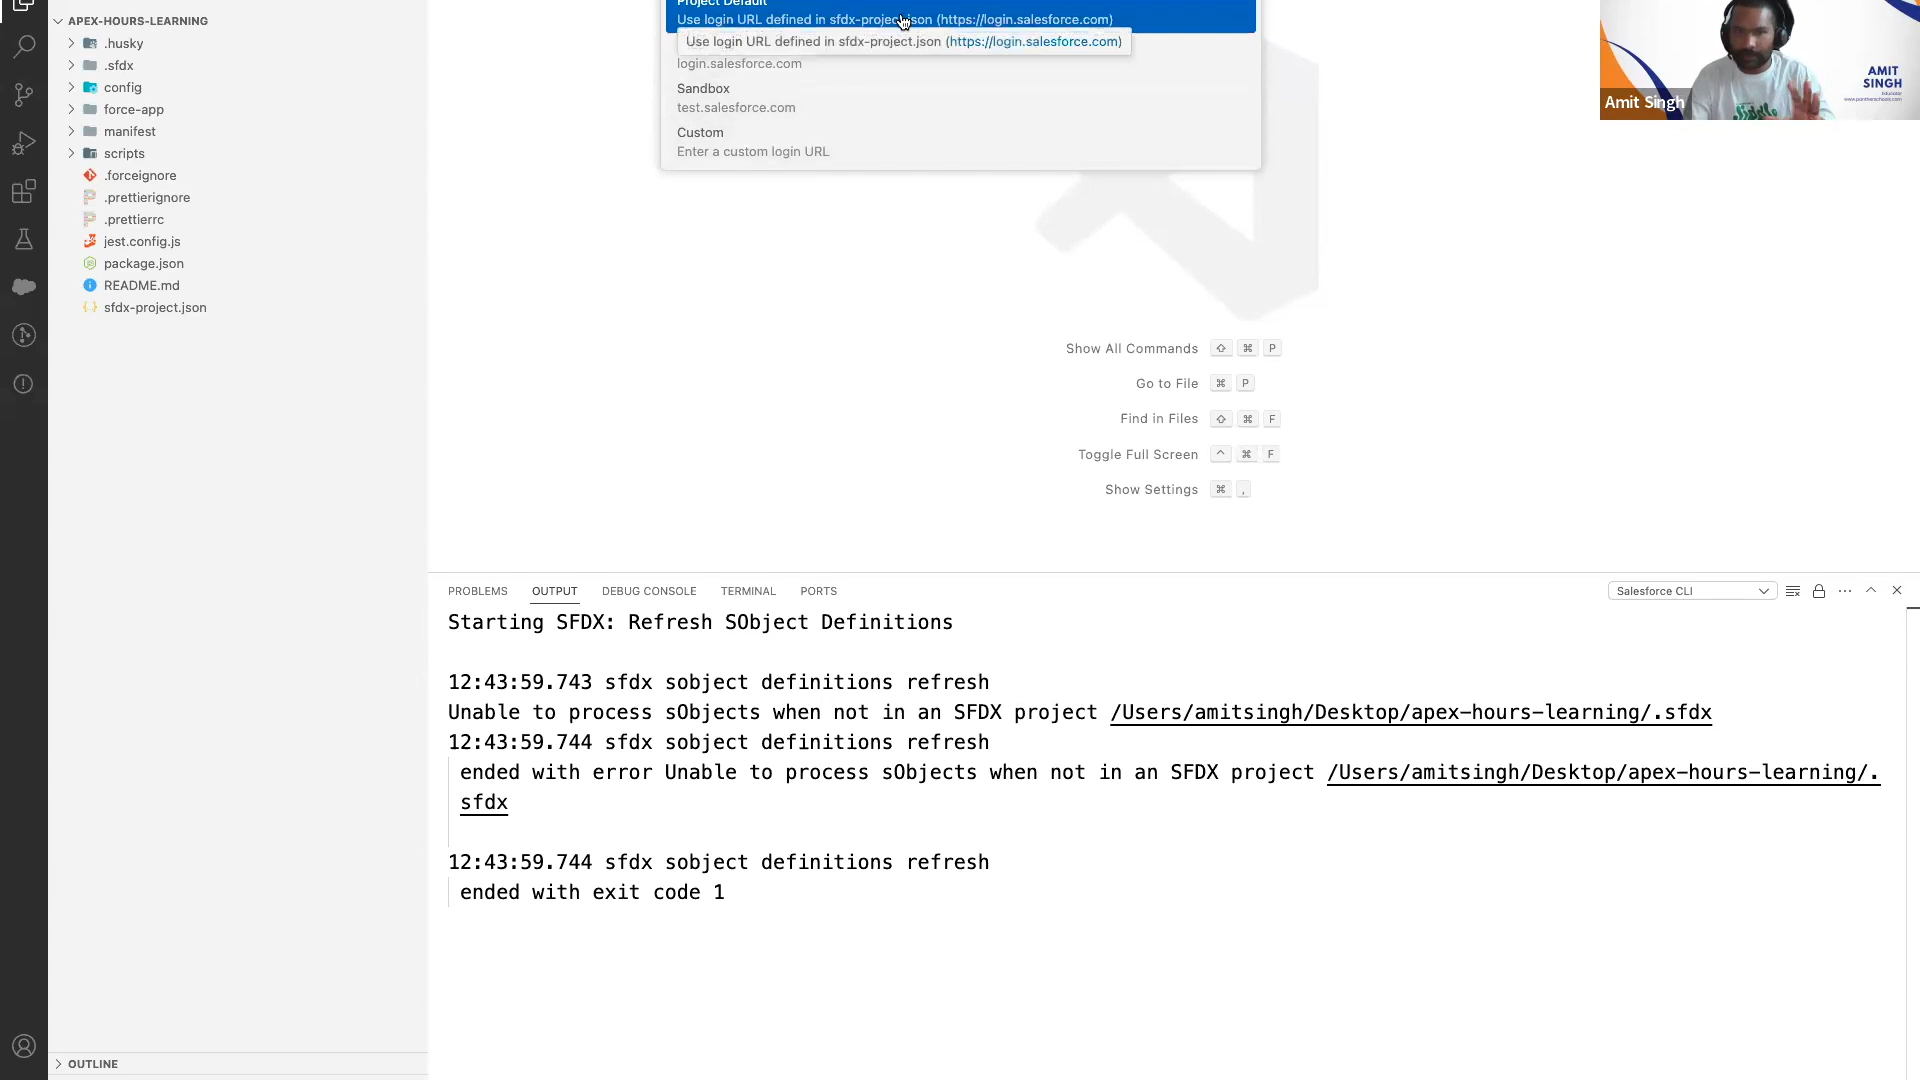 APEX-HOURS-LEARNING
.husky
.sfdx
config
force-app
manifest
scripts
.forceignore
.prettierignore
.prettierrc
jest.config.js
package.json
README.md
sfdx-project.json
OUTLINE
Project Default
Use login URL defined in sfdx-project.json (https://login.salesforce.com)
Use login URL defined in sfdx-project.json (https://login.salesforce.com)
login.salesforce.com
Sandbox
test.salesforce.com
Custom
Enter a custom login URL
AMIT
SINGH
Educator
www.pantherschools.com
Amit Singh
Show All Commands ⇧ ⌘ P
Go to File ⌘ P
Find in Files ⇧ ⌘ F
Toggle Full Screen ^ ⌘ F
Show Settings ⌘ ,
PROBLEMS OUTPUT DEBUG CONSOLE TERMINAL PORTS
Salesforce CLI
Starting SFDX: Refresh SObject Definitions
12:43:59.743 sfdx sobject definitions refresh
Unable to process sObjects when not in an SFDX project /Users/amitsingh/Desktop/apex-hours-learning/.sfdx
12:43:59.744 sfdx sobject definitions refresh
ended with error Unable to process sObjects when not in an SFDX project /Users/amitsingh/Desktop/apex-hours-learning/.
sfdx
12:43:59.744 sfdx sobject definitions refresh
ended with exit code 1